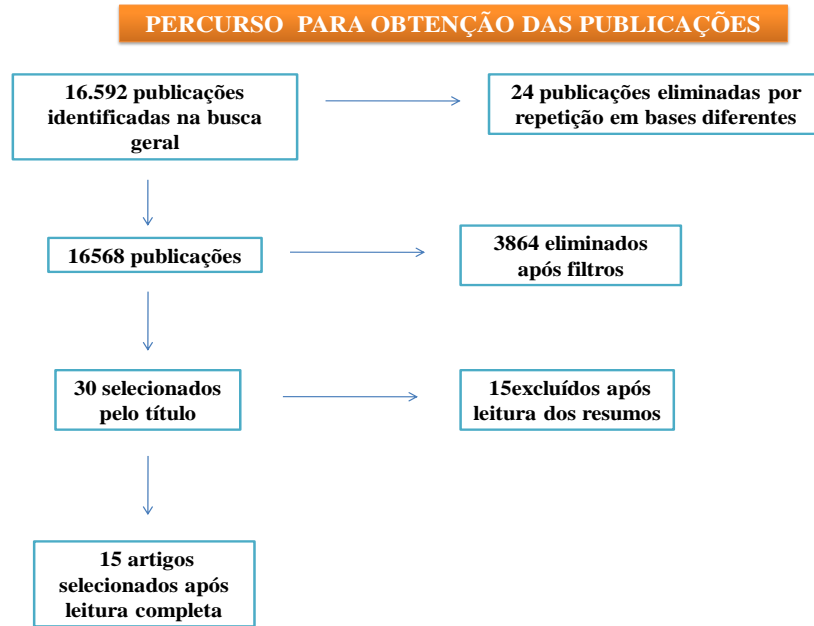 PERCURSO PARA OBTENÇÃO DAS PUBLICAÇÕES
16.592 publicações
identificadas na busca
geral
24 publicações eliminadas por
repetição em bases diferentes
16568 publicações
3864 eliminados
após filtros
30 selecionados
pelo título
15excluídos após
leitura dos resumos
15 artigos
selecionados após
leitura completa